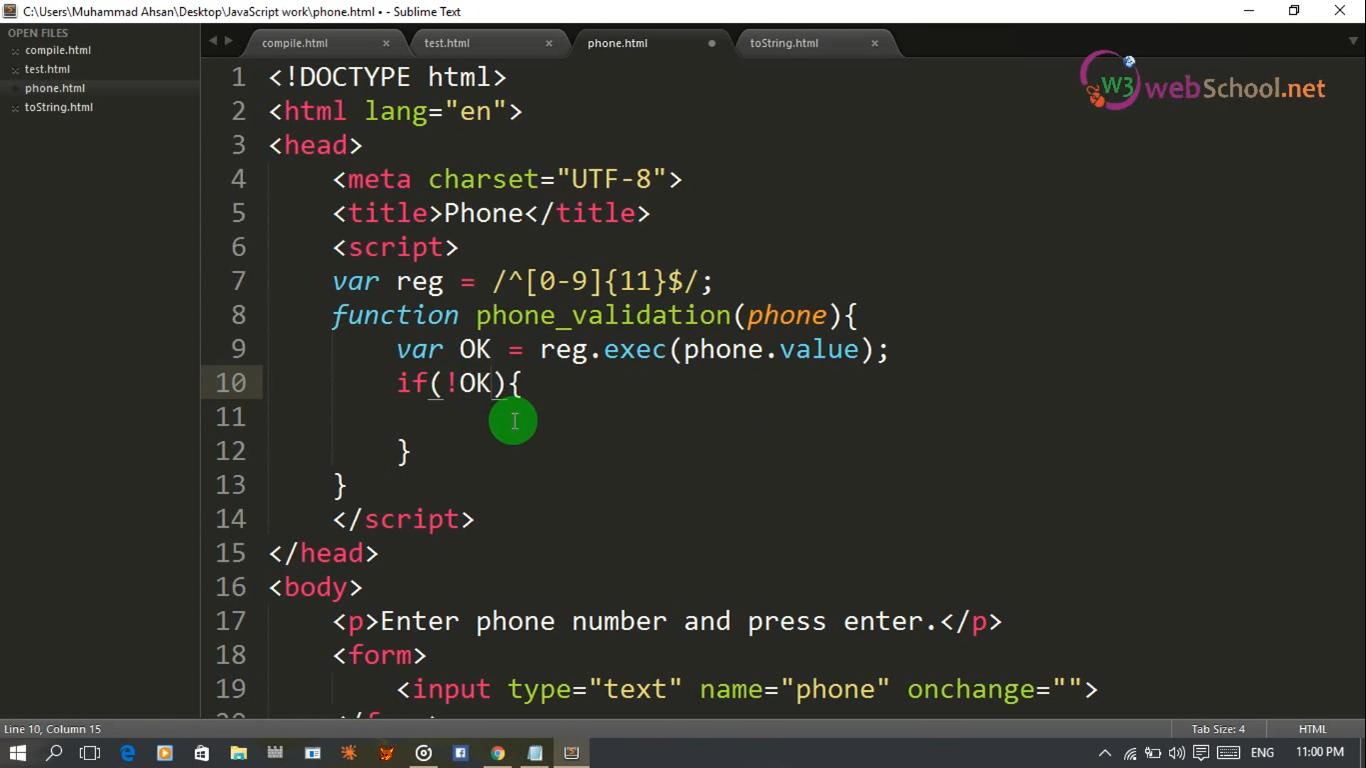 C:\Users\Muhammad Ahsan\Desktop\JavaScript work\phone.html • - Sublime Text
OPEN FILES
compile.html
test.html
phone.html
toString.html
compile.html × test.html × phone.html toString.html ×
W3 webSchool.net
1 <!DOCTYPE html>
2 <html lang="en">
3 <head>
4 <meta charset="UTF-8">
5 <title>Phone</title>
6 <script>
7 var reg = /^[0-9]{11}$/;
8 function phone_validation(phone){
9 var OK = reg.exec(phone.value);
10 if(!OK){
11
12 }
13 }
14 </script>
15 </head>
16 <body>
17 <p>Enter phone number and press enter.</p>
18 <form>
19 <input type="text" name="phone" onchange="">
Line 10, Column 15 Tab Size: 4 HTML
ENG 11:00 PM